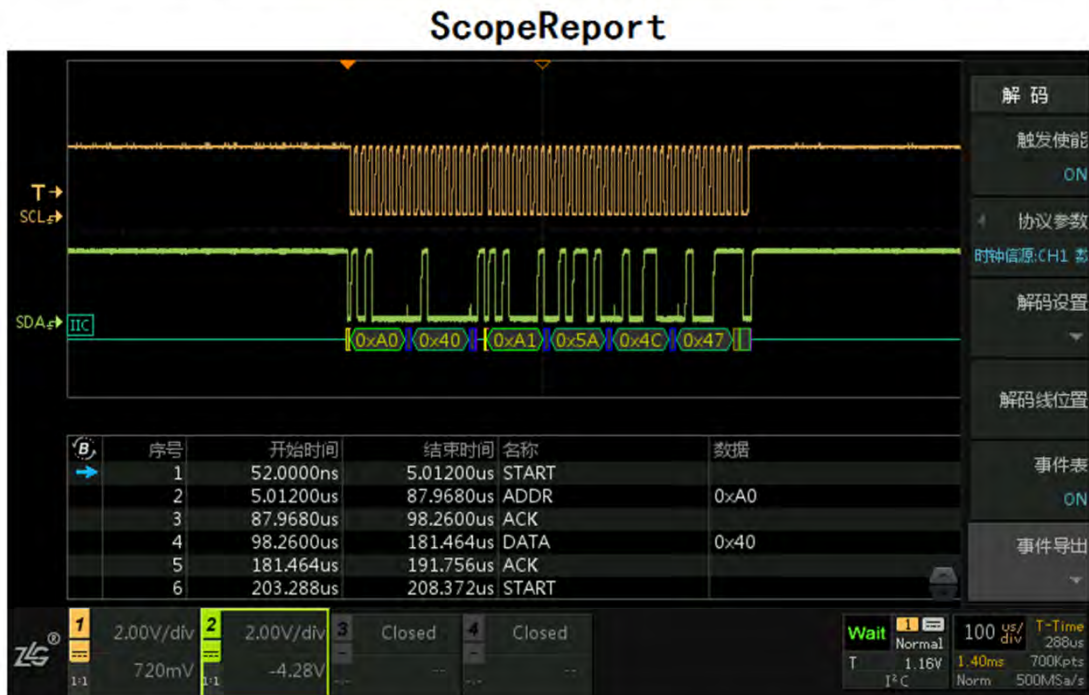 ScopeReport
解 码
触发使能
ON
T
SCL
协议参数
时钟信源:CH1
解码设置
SDA
IIC
0xA0 0x40 0xA1 0x5A 0x4C 0x47
解码线位置
B 序号 开始时间 结束时间 名称 数据
1 52.0000ns 5.01200us START
2 5.01200us 87.9680us ADDR 0xA0
3 87.9680us 98.2600us ACK
4 98.2600us 181.464us DATA 0x40
5 181.464us 191.756us ACK
6 203.288us 208.372us START
事件表
ON
事件导出
ZLG®
1 2.00V/div 720mV 1:1
2 2.00V/div -4.28V 1:1
3 Closed -- -.-
4 Closed -- -.-
Wait 1 Normal
T 1.16V
I²C
100 us/div T-Time 288us
1.40ms 700Kpts
Norm 500MSa/s